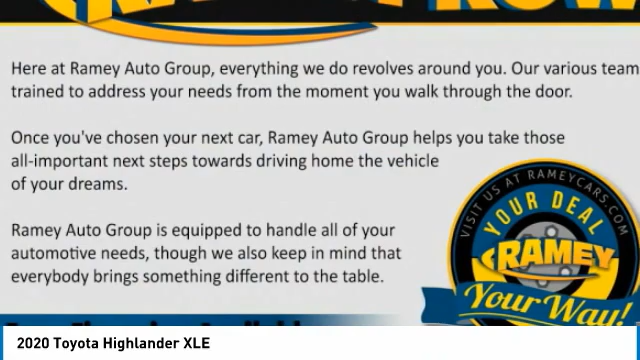 Here at Ramey Auto Group, everything we do revolves around you. Our various team
trained to address your needs from the moment you walk through the door.
Once you've chosen your next car, Ramey Auto Group helps you take those
all-important next steps towards driving home the vehicle
of your dreams.
Ramey Auto Group is equipped to handle all of your
automotive needs, though we also keep in mind that
everybody brings something different to the table.
VISIT US AT RAMEYCARS.COM
YOUR DEAL
RAMEY
Your Way!
2020 Toyota Highlander XLE